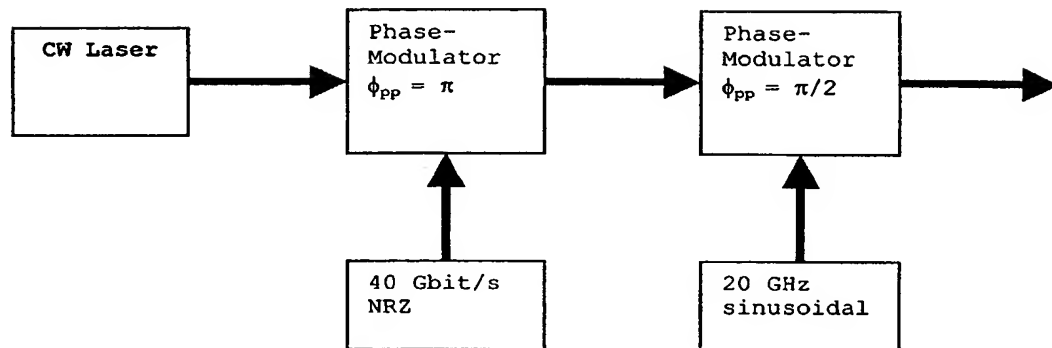 CW Laser
Phase-
Modulator
ϕpp = π
Phase-
Modulator
ϕpp = π/2
40 Gbit/s
NRZ
20 GHz
sinusoidal